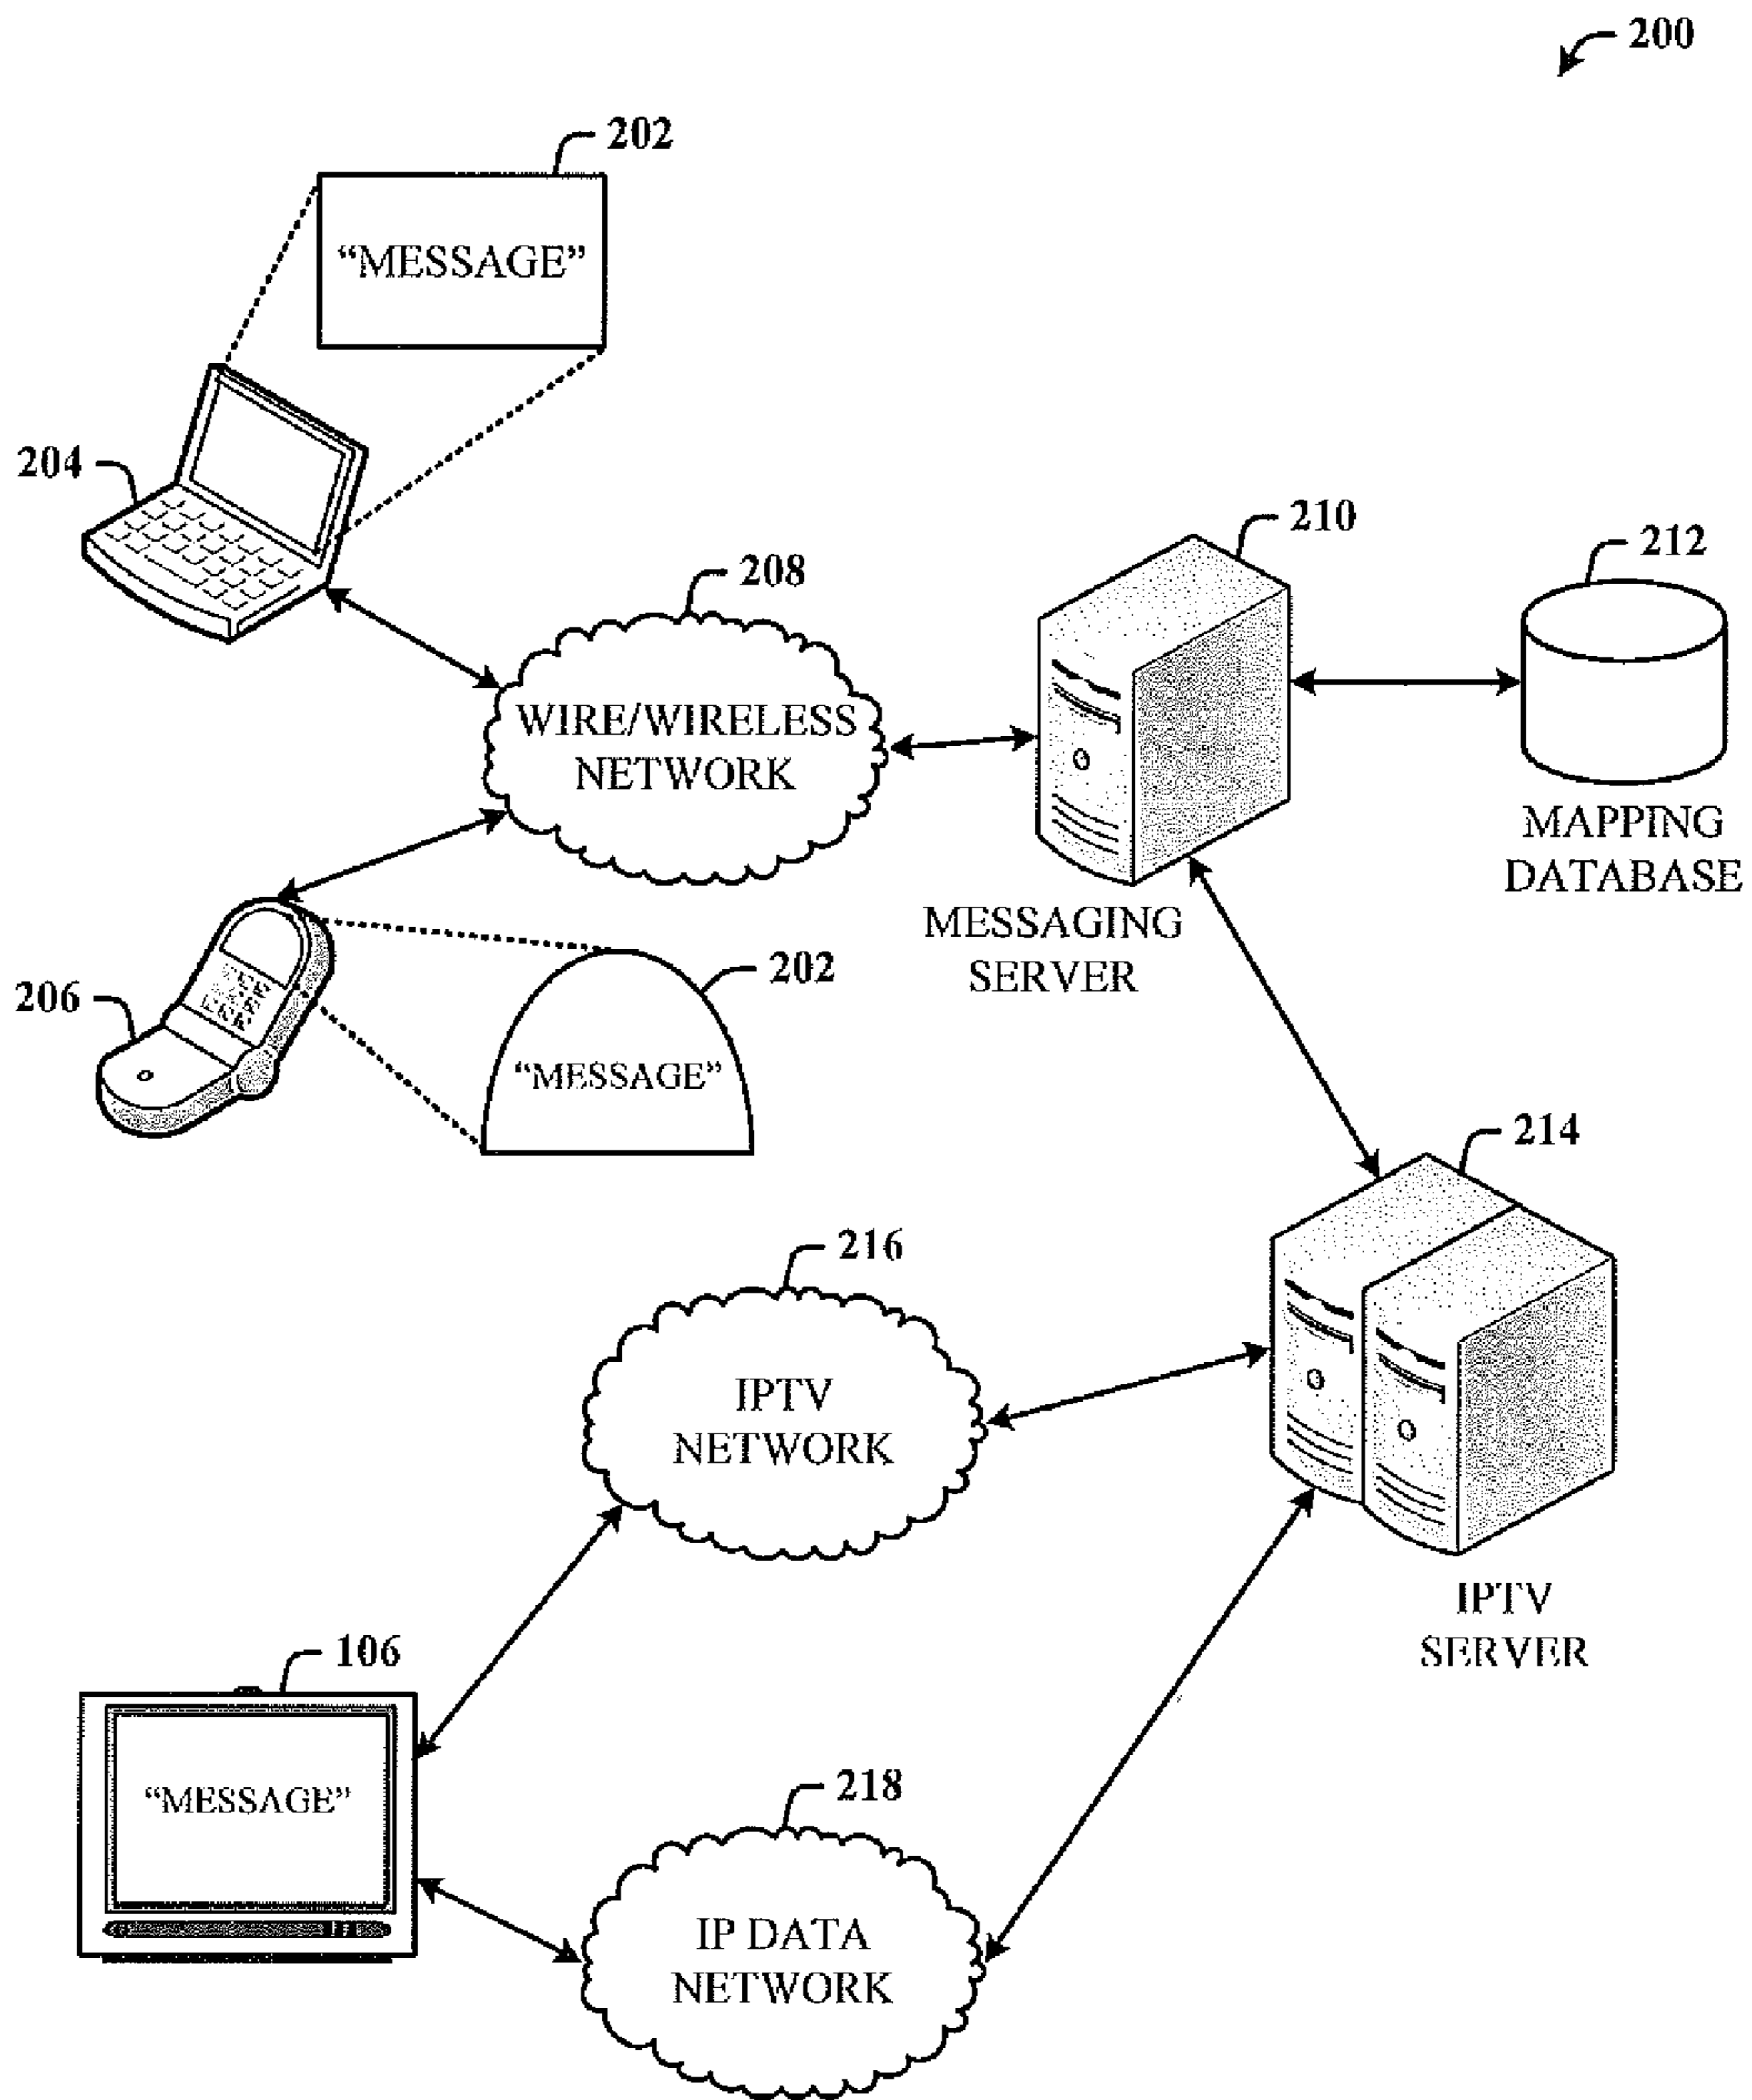 200
202
“MESSAGE”
204
210
212
208
WIRE/WIRELESS
NETWORK
MAPPING
DATABASE
MESSAGING
SERVER
206
202
“MESSAGE”
214
216
IPTV
NETWORK
IPTV
SERVER
106
“MESSAGE”
218
IP DATA
NETWORK